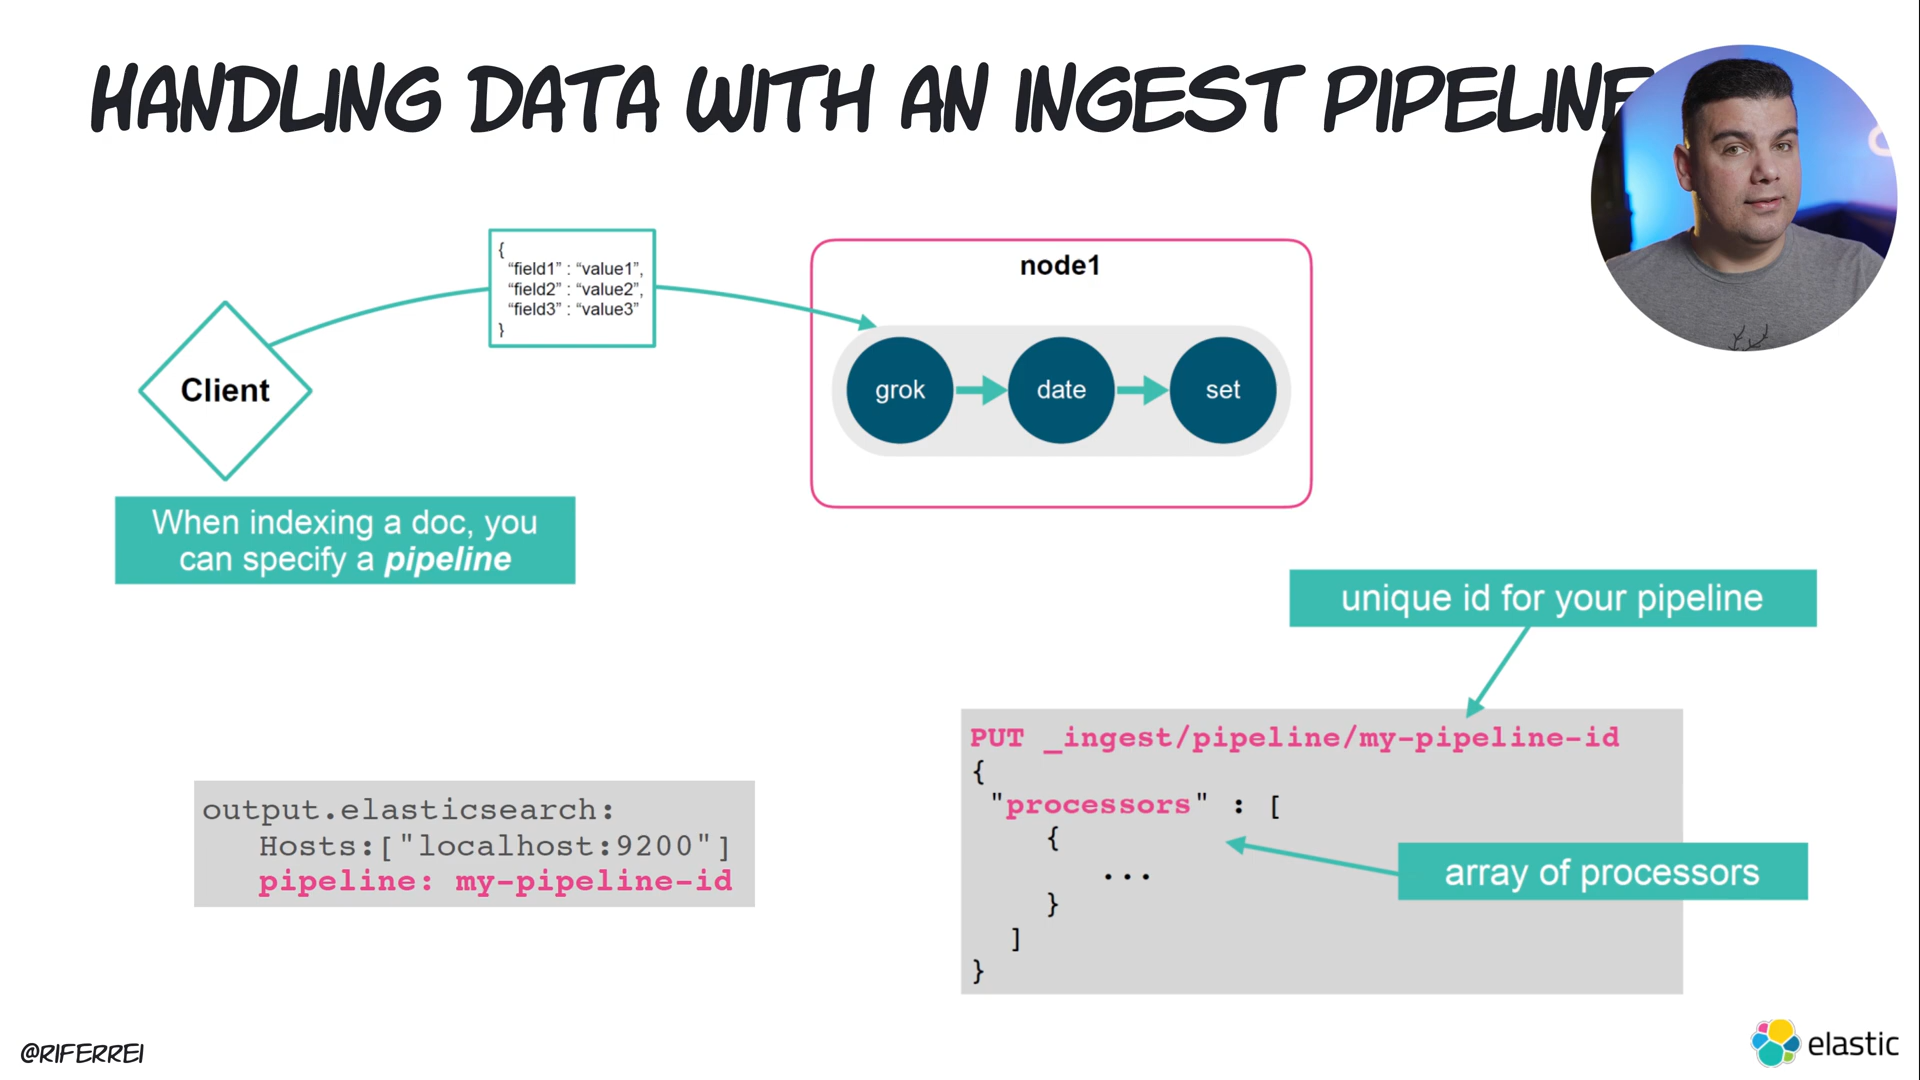 HANDLING DATA WITH AN INGEST PIPELINE
{
“field1” : “value1”,
“field2” : “value2”,
“field3” : “value3”
}
node1
Client
grok
date
set
When indexing a doc, you
can specify a pipeline
unique id for your pipeline
PUT _ingest/pipeline/my-pipeline-id
{
"processors" : [
{
...
}
]
}
array of processors
output.elasticsearch:
Hosts:["localhost:9200"]
pipeline: my-pipeline-id
@RIFERREI
elastic